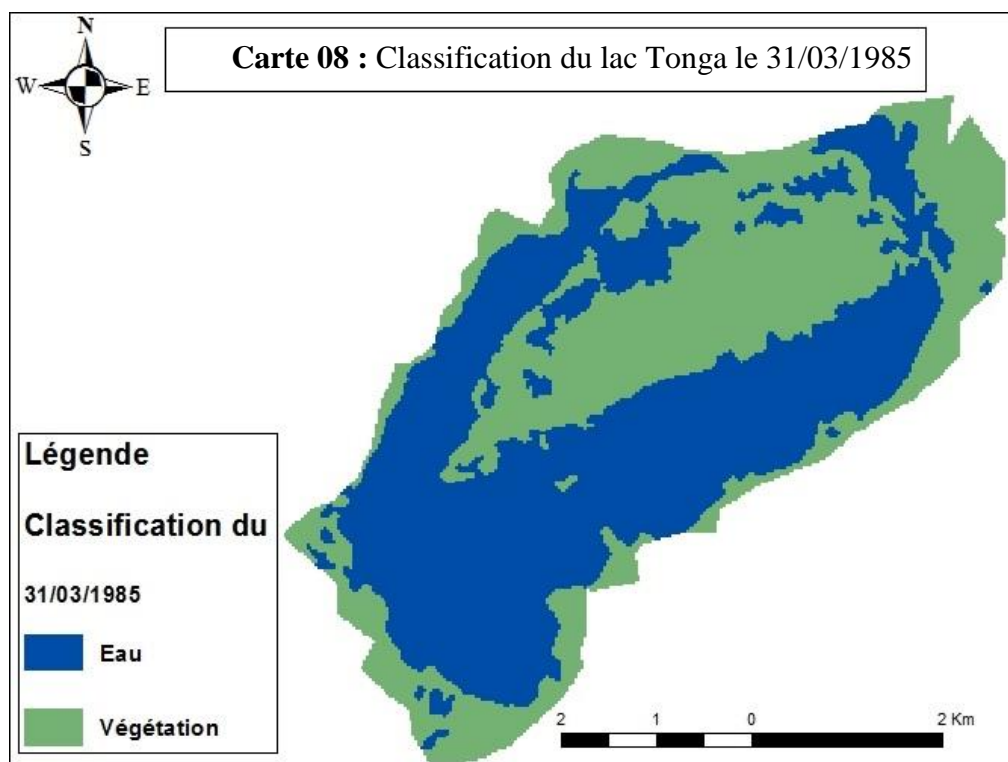 N
Carte 08 : Classification du lac Tonga le 31/03/1985
W E
S
Légende
Classification du
31/03/1985
Eau
Végétation
2 1 0 2 Km